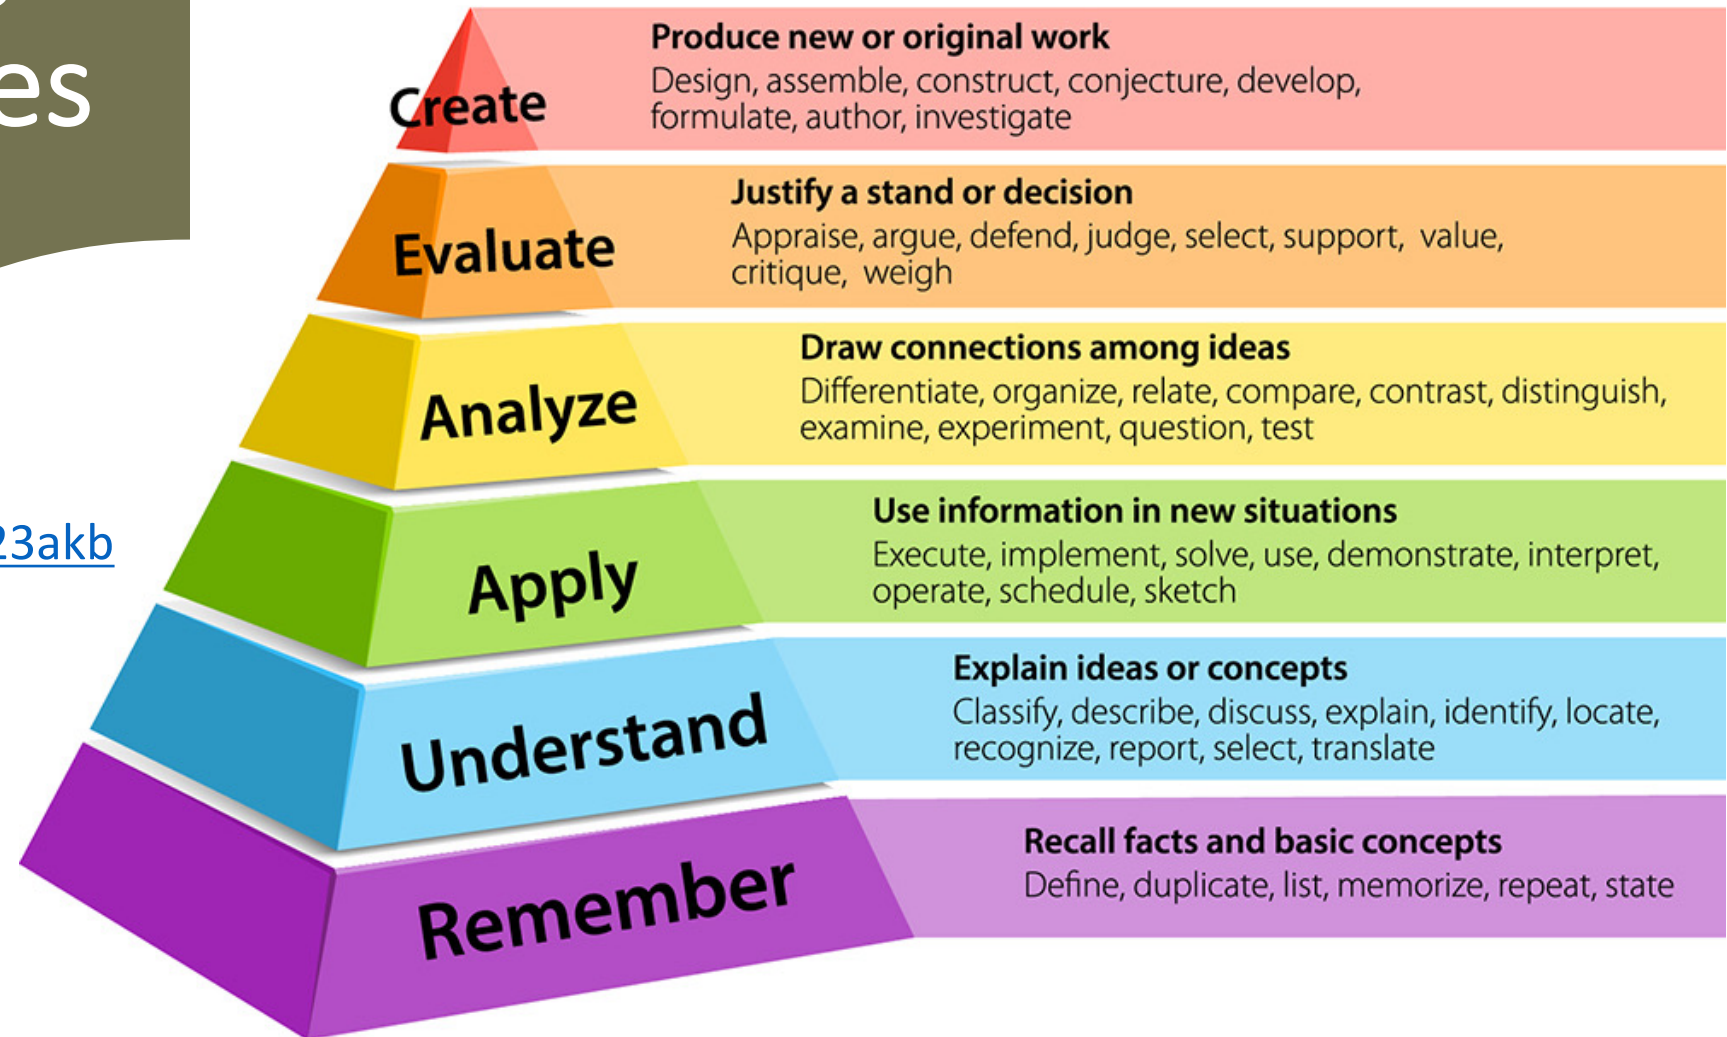 es
23akb
Create
Produce new or original work
Design, assemble, construct, conjecture, develop,
formulate, author, investigate
Evaluate
Justify a stand or decision
Appraise, argue, defend, judge, select, support, value,
critique, weigh
Analyze
Draw connections among ideas
Differentiate, organize, relate, compare, contrast, distinguish,
examine, experiment, question, test
Apply
Use information in new situations
Execute, implement, solve, use, demonstrate, interpret,
operate, schedule, sketch
Understand
Explain ideas or concepts
Classify, describe, discuss, explain, identify, locate,
recognize, report, select, translate
Remember
Recall facts and basic concepts
Define, duplicate, list, memorize, repeat, state